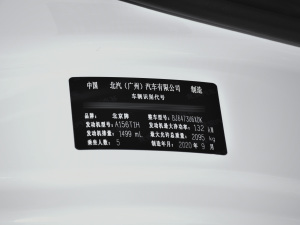 中国 北汽（广州）汽车有限公司 制造
车辆识别代号
品牌： 北京牌 整车型号：BJ6473U6XDK
发动机型号：A156T1H 发动机最大净功率：132 kW
发动机排量：1499 mL 最大允许总质量：2095 kg
乘坐人数：5 制造年月：2020 年 9 月